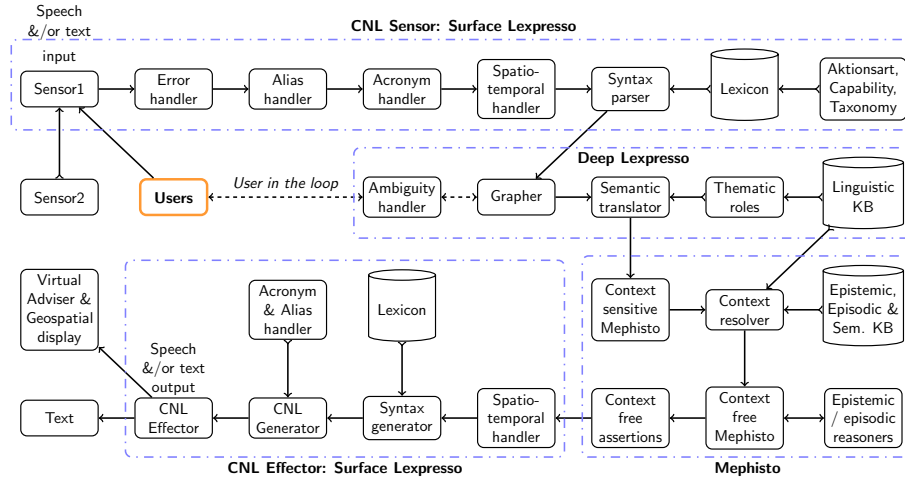 Speech
&/or text
input
CNL Sensor: Surface Lexpresso
Sensor1
Error
handler
Alias
handler
Acronym
handler
Spatio-
temporal
handler
Syntax
parser
Lexicon
Aktionsart,
Capability,
Taxonomy
Deep Lexpresso
Sensor2
Users
User in the loop
Ambiguity
handler
Grapher
Semantic
translator
Thematic
roles
Linguistic
KB
Virtual
Adviser &
Geospatial
display
Acronym
& Alias
handler
Lexicon
Context
sensitive
Mephisto
Context
resolver
Epistemic,
Episodic &
Sem. KB
Speech
&/or text
output
Text
CNL
Effector
CNL
Generator
Syntax
generator
Spatio-
temporal
handler
Context
free
assertions
Context
free
Mephisto
Epistemic
/ episodic
reasoners
CNL Effector: Surface Lexpresso
Mephisto